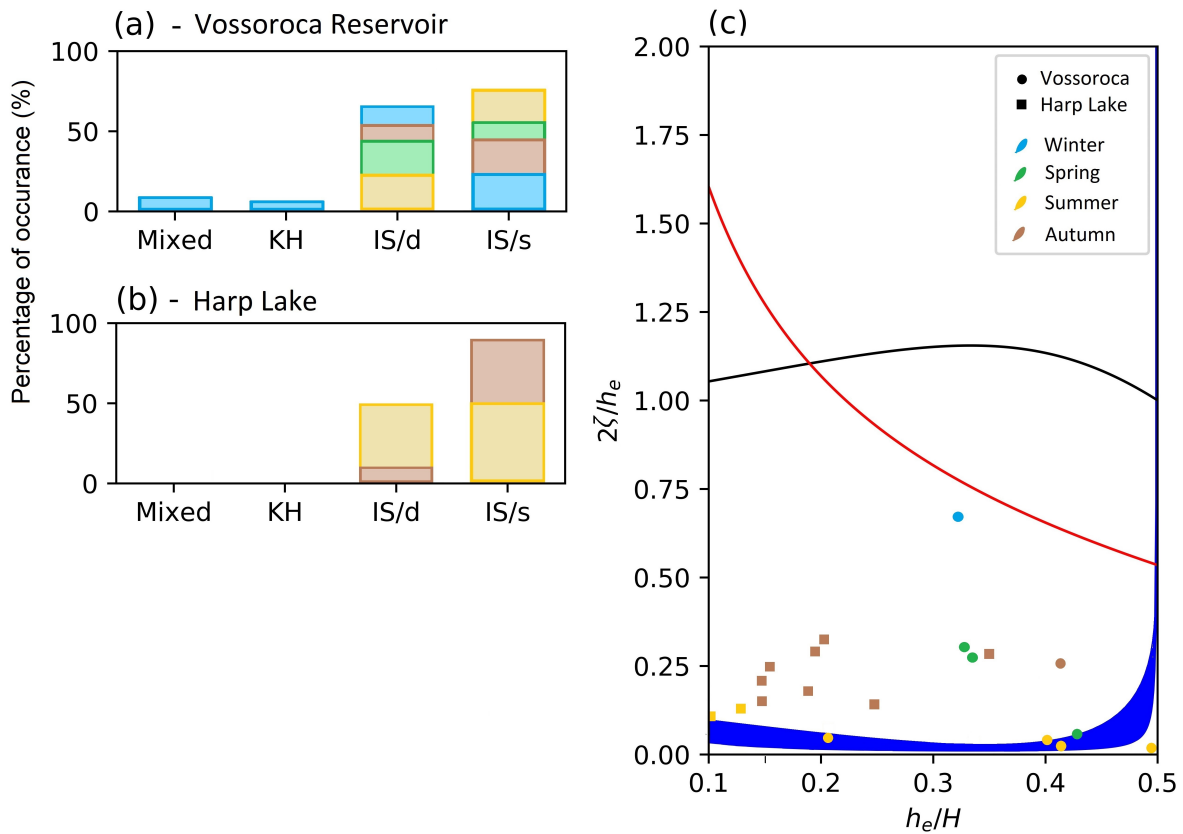 (a) - Vossoroca Reservoir
Percentage of occurance (%)
100
50
0
Mixed KH IS/d IS/s
(b) - Harp Lake
100
50
0
Mixed KH IS/d IS/s
(c)
2ζ/hₑ
2.00
1.75
1.50
1.25
1.00
0.75
0.50
0.25
0.00
0.1 0.2 0.3 0.4 0.5
hₑ/H
Vossoroca
Harp Lake
Winter
Spring
Summer
Autumn